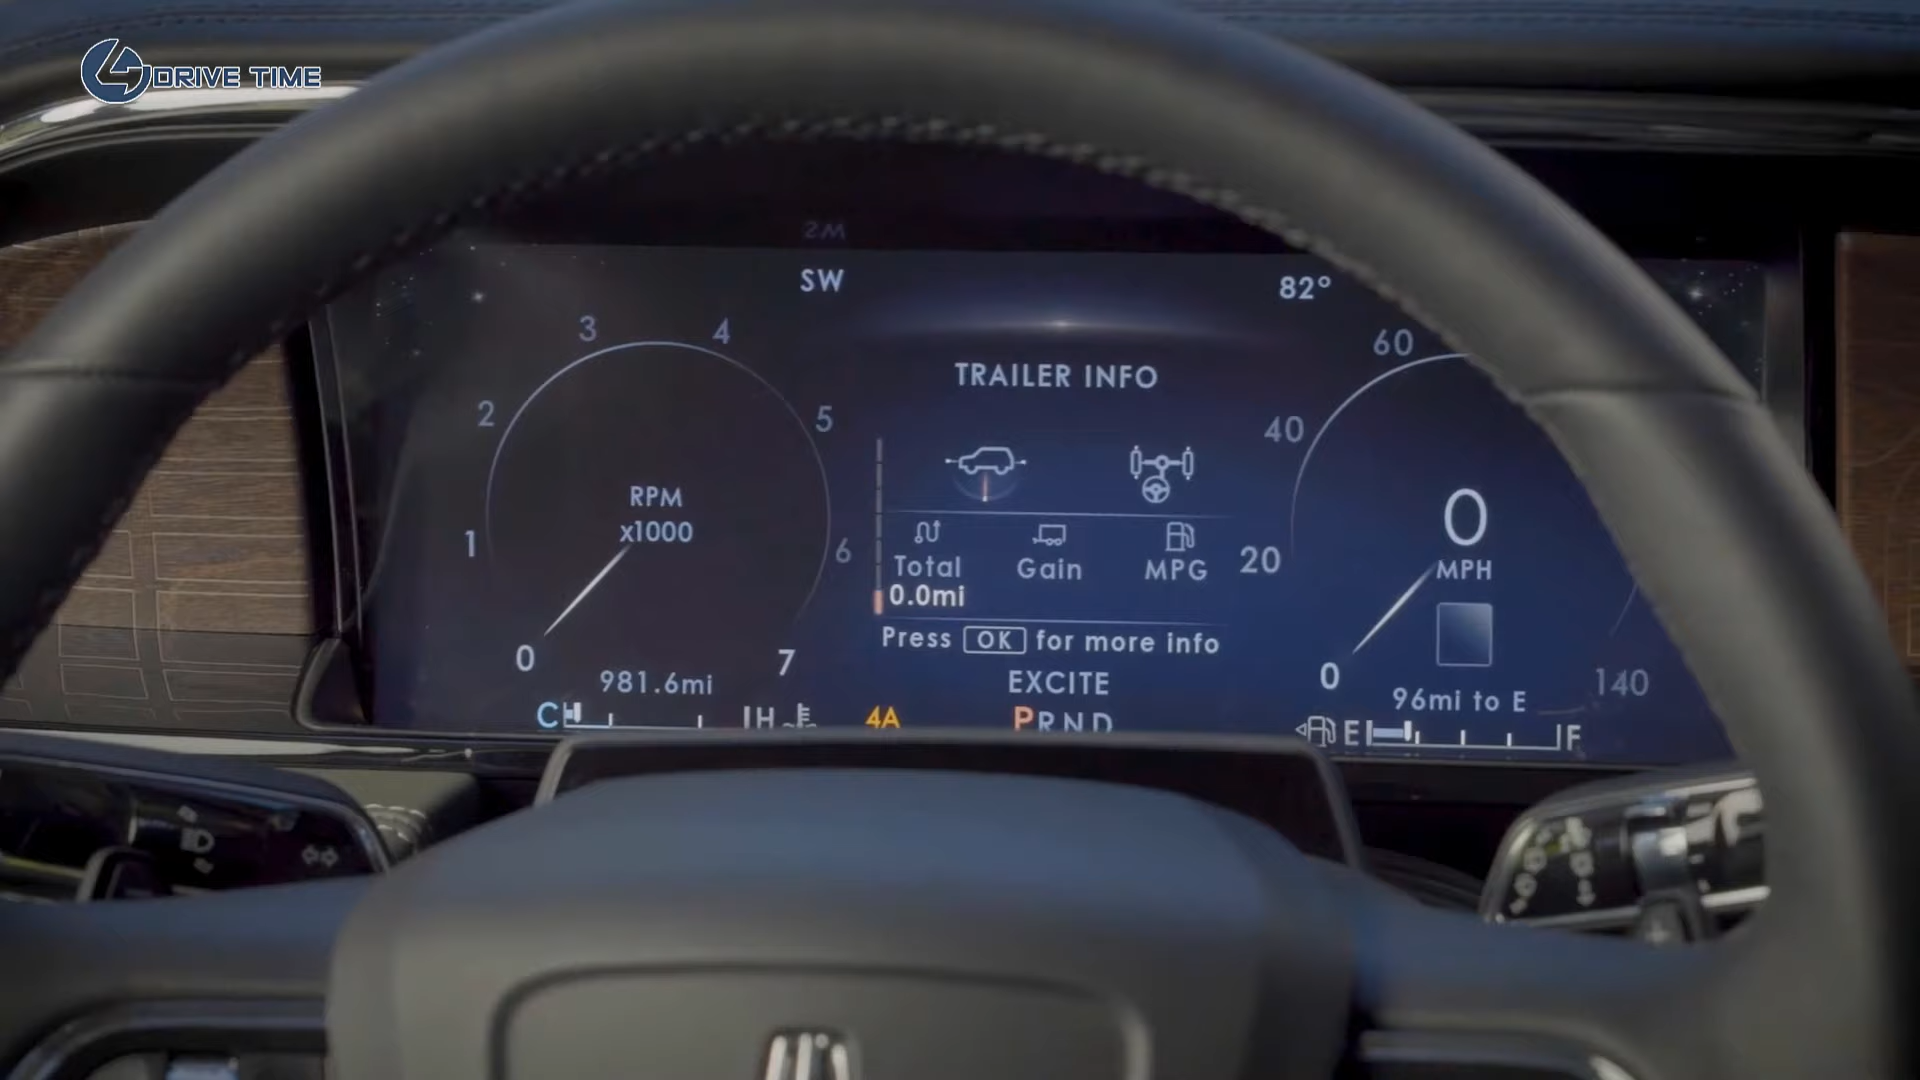 DRIVE TIME
SW
82°
3
4
2
5
1
6
0
7
RPM
x1000
981.6mi
C
H
4A
TRAILER INFO
Total
Gain
MPG
0.0mi
Press OK for more info
EXCITE
PRND
60
40
20
0
140
0
MPH
96mi to E
E
F